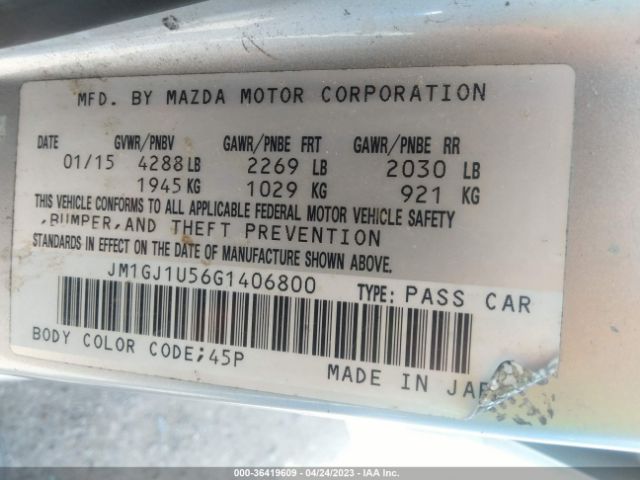 MFD. BY MAZDA MOTOR CORPORATION
DATE GVWR/PNBV GAWR/PNBE FRT GAWR/PNBE RR
01/15 4288 LB 2269 LB 2030 LB
1945 KG 1029 KG 921 KG
THIS VEHICLE CONFORMS TO ALL APPLICABLE FEDERAL MOTOR VEHICLE SAFETY
,BUMPER,AND THEFT PREVENTION
STANDARDS IN EFFECT ON THE DATE OF MANUFACTURE SHOWN ABOVE.
JM1GJ1U56G1406800 TYPE: PASS CAR
BODY COLOR CODE;45P
MADE IN JAP
000-36419609 - 04/24/2023 - IAA Inc.